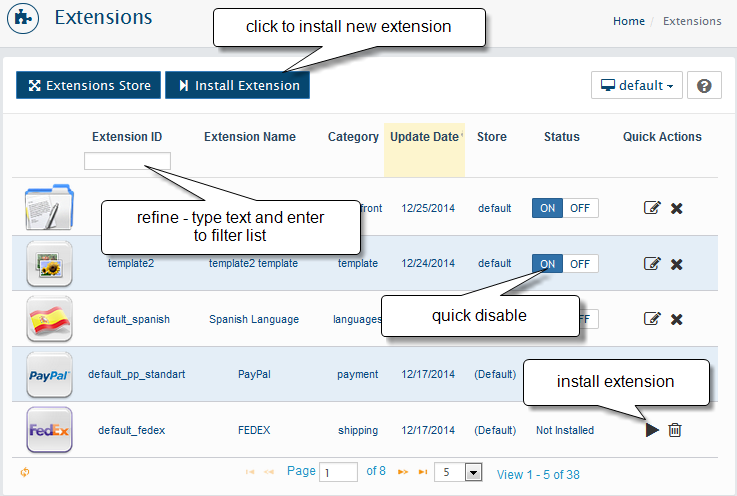 Extensions
click to install new extension
Home / Extensions
Extensions Store
Install Extension
default
?
Extension ID Extension Name Category Update Date Store Status Quick Actions
refine - type text and enter
to filter list
front 12/25/2014 default ON OFF
template2 template2 template template 12/24/2014 default ON OFF
quick disable
default_spanish Spanish Language languages FF
PayPal default_pp_standart PayPal payment 12/17/2014 (Default)
install extension
FedEx default_fedex FEDEX shipping 12/17/2014 (Default) Not Installed
Page 1 of 8 5 View 1 - 5 of 38